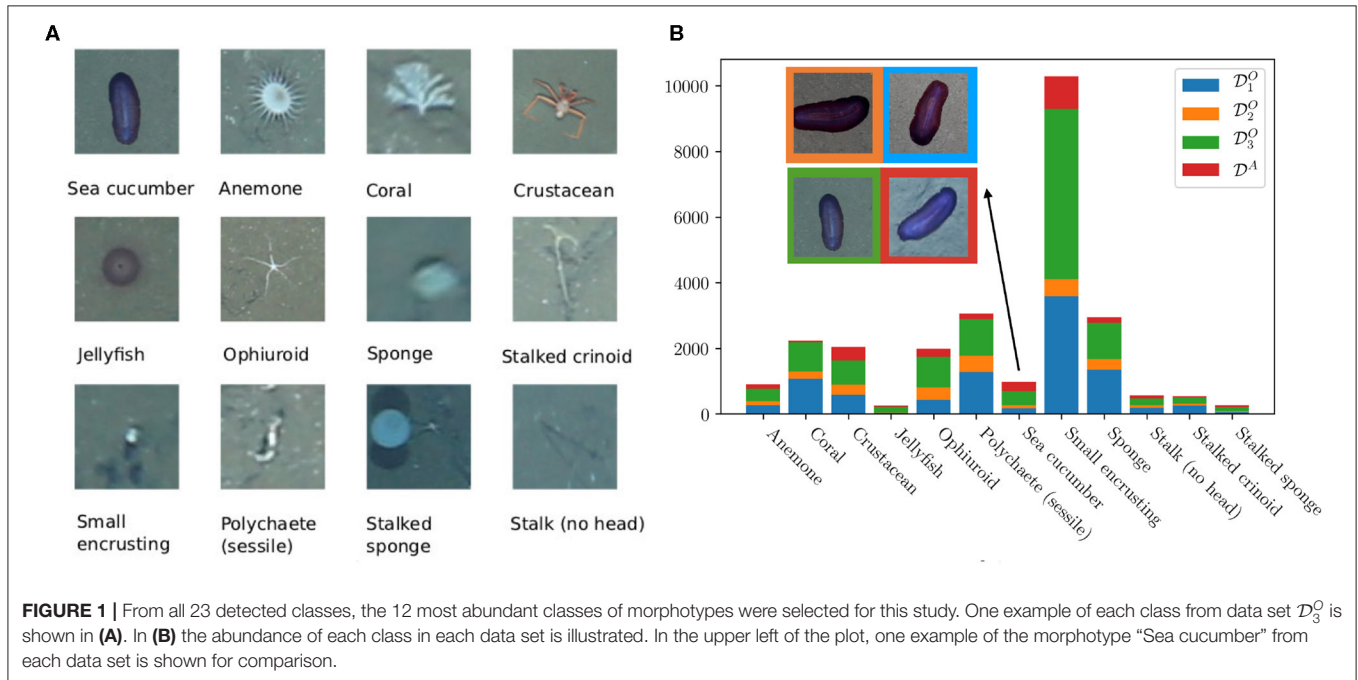 A
Sea cucumber
Anemone
Coral
Crustacean
Jellyfish
Ophiuroid
Sponge
Stalked crinoid
Small
encrusting
Polychaete
(sessile)
Stalked
sponge
Stalk (no head)
B
10000
8000
6000
4000
2000
0
𝒟₁ᴼ
𝒟₂ᴼ
𝒟₃ᴼ
𝒟ᴬ
Anemone
Coral
Crustacean
Jellyfish
Ophiuroid
Polychaete (sessile)
Sea cucumber
Small encrusting
Sponge
Stalk (no head)
Stalked crinoid
Stalked sponge
FIGURE 1 | From all 23 detected classes, the 12 most abundant classes of morphotypes were selected for this study. One example of each class from data set 𝒟₃ᴼ is
shown in (A). In (B) the abundance of each class in each data set is illustrated. In the upper left of the plot, one example of the morphotype “Sea cucumber” from
each data set is shown for comparison.